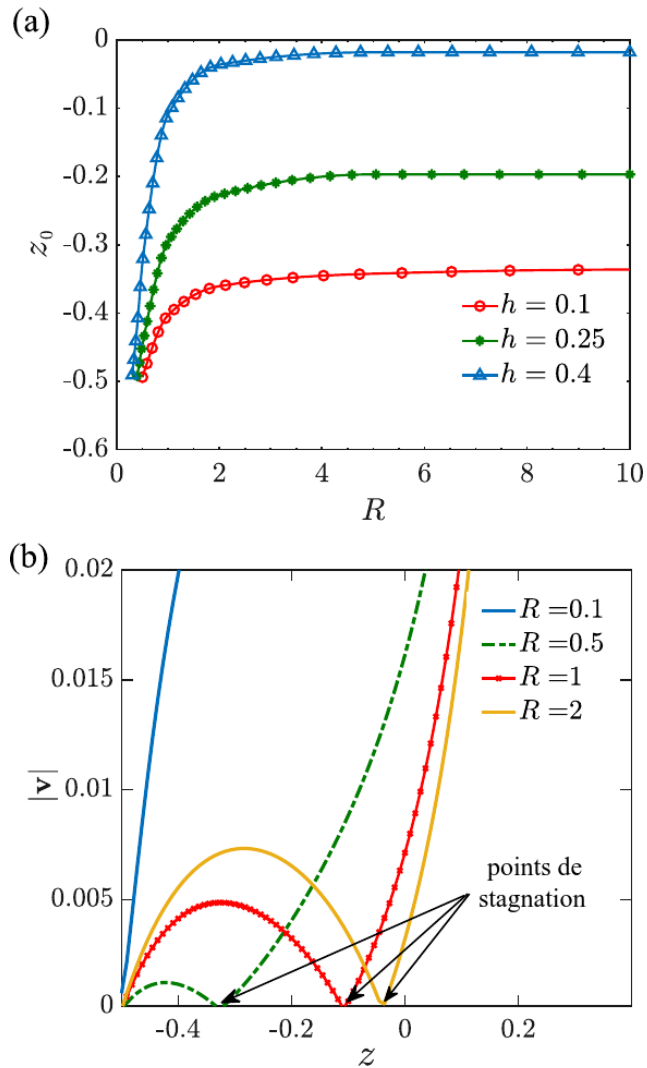 (a)
0
-0.1
-0.2
-0.3
-0.4
-0.5
-0.6
z₀
h = 0.1
h = 0.25
h = 0.4
0 2 4 6 8 10
R
(b)
0.02
0.015
0.01
0.005
0
|v|
R =0.1
R =0.5
R =1
R =2
points de
stagnation
-0.4 -0.2 0 0.2
z